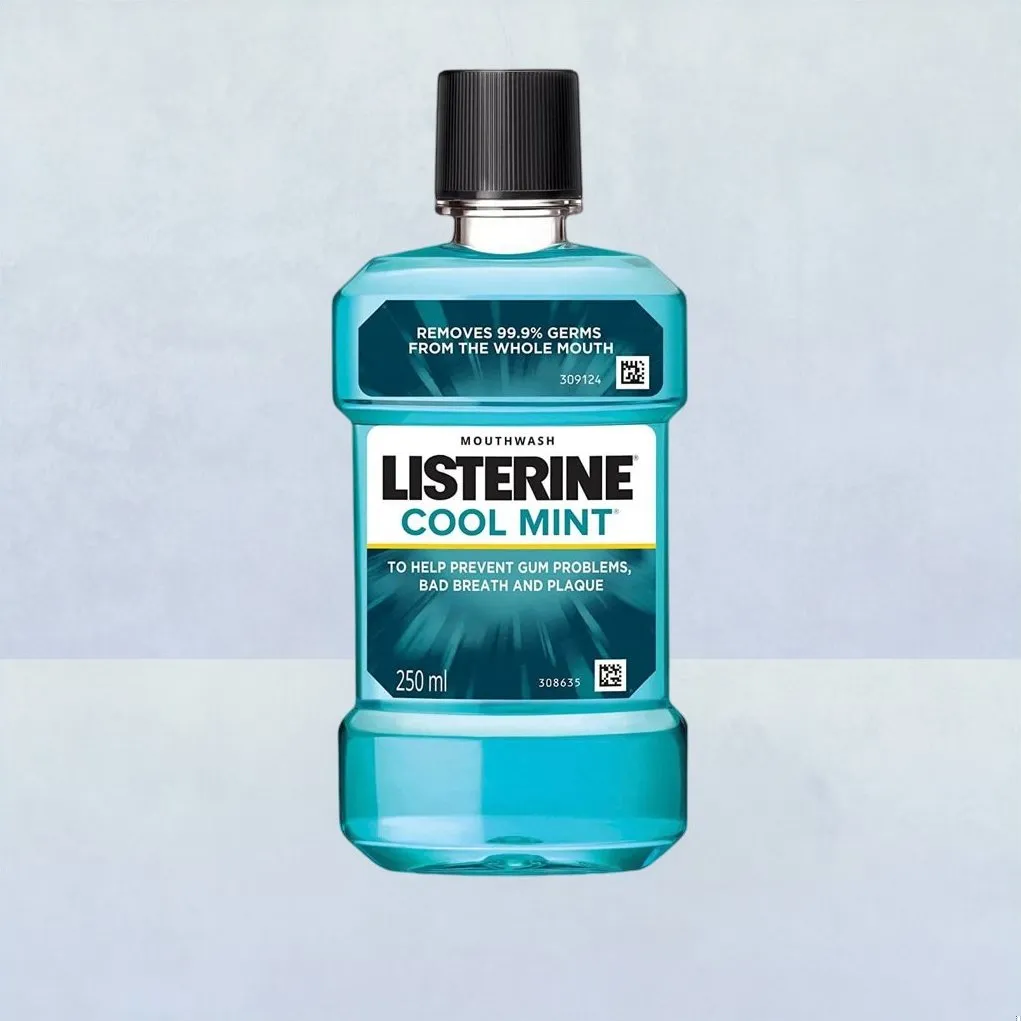 REMOVES 99.9% GERMS
FROM THE WHOLE MOUTH
309124
MOUTHWASH
LISTERINE®
COOL MINT®
TO HELP PREVENT GUM PROBLEMS,
BAD BREATH AND PLAQUE
250 ml
308635